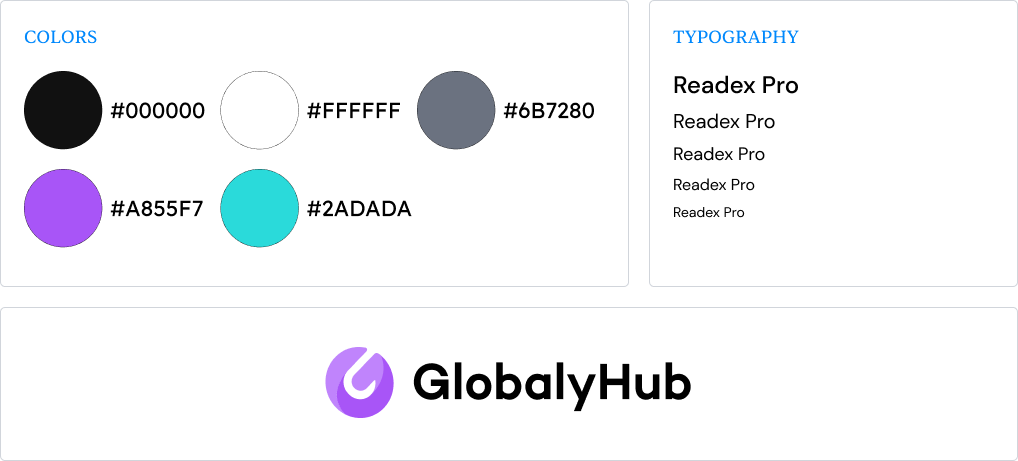 COLORS
#000000
#FFFFFF
#6B7280
#A855F7
#2ADADA
TYPOGRAPHY
Readex Pro
Readex Pro
Readex Pro
Readex Pro
Readex Pro
GlobalyHub